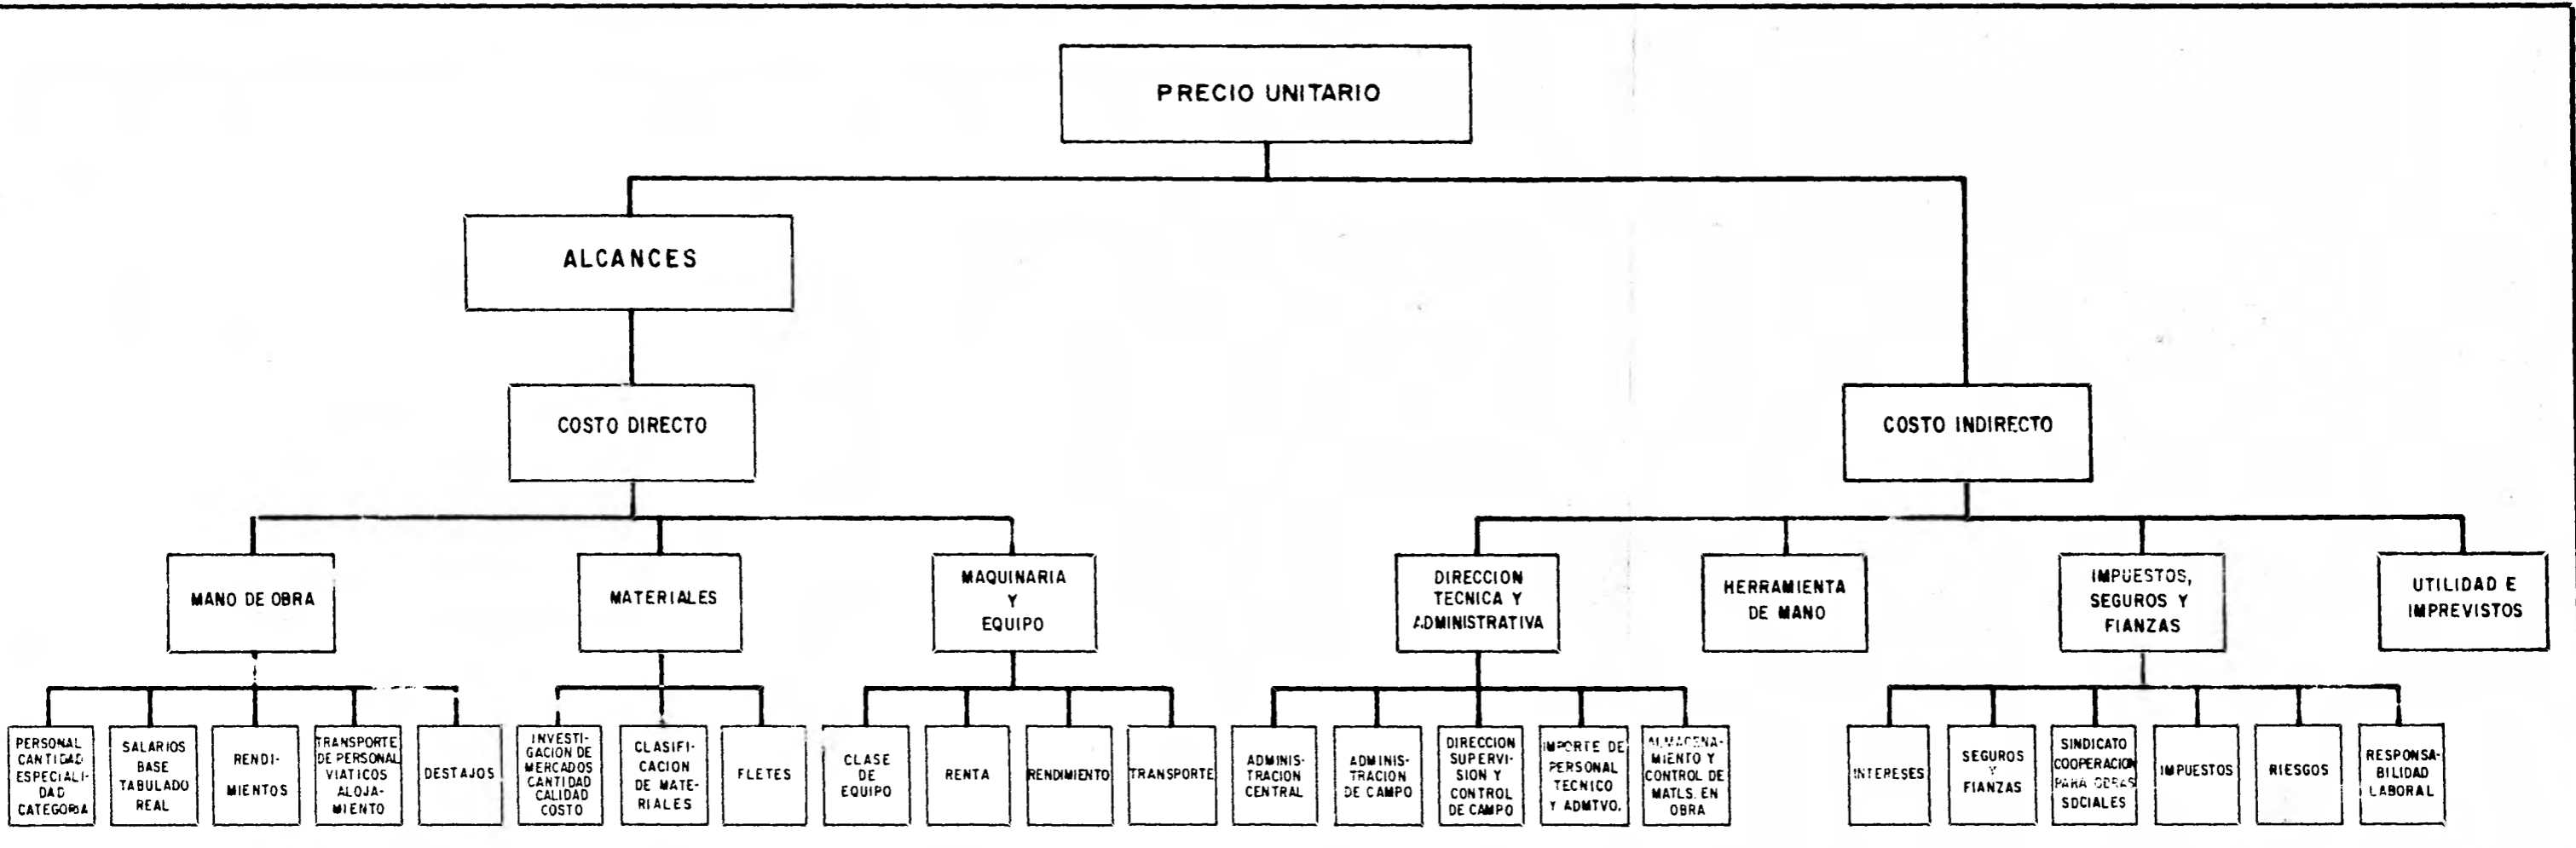 PRECIO UNITARIO
ALCANCES
COSTO DIRECTO
COSTO INDIRECTO
MANO DE OBRA
MATERIALES
MAQUINARIA
Y
EQUIPO
DIRECCION
TECNICA Y
ADMINISTRATIVA
HERRAMIENTA
DE MANO
IMPUESTOS,
SEGUROS Y
FIANZAS
UTILIDAD E
IMPREVISTOS
PERSONAL
CANTIDAD
ESPECIALI-
DAD
CATEGORIA
SALARIOS
BASE
TABULADO
REAL
RENDI-
MIENTOS
TRANSPORTE
DE PERSONAL
VIATICOS
ALOJA-
MIENTO
DESTAJOS
INVESTI-
GACION DE
MERCADOS
CANTIDAD
CALIDAD
COSTO
CLASIFI-
CACION
DE MATE-
RIALES
FLETES
CLASE
DE
EQUIPO
RENTA
RENDIMIENTO
TRANSPORTE
ADMINIS-
TRACION
CENTRAL
ADMINIS-
TRACION
DE CAMPO
DIRECCION
SUPERVI-
SION Y
CONTROL
DE CAMPO
IMPORTE DE
PERSONAL
TECNICO
Y ADMTVO.
ALMACENA-
MIENTO Y
CONTROL DE
MATLS. EN
OBRA
INTERESES
SEGUROS
Y
FIANZAS
SINDICATO
COOPERACION
PARA OBRAS
SOCIALES
IMPUESTOS
RIESGOS
RESPONSA-
BILIDAD
LABORAL